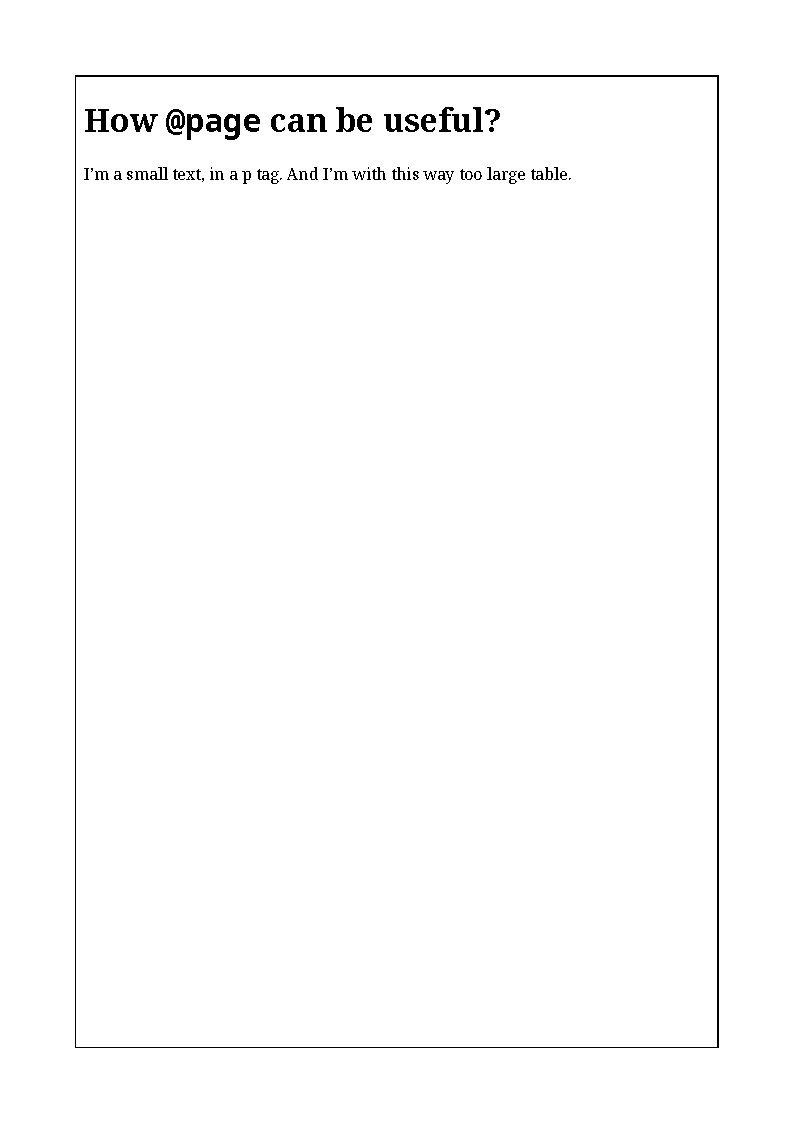 How @page can be useful?
I’m a small text, in a p tag. And I’m with this way too large table.